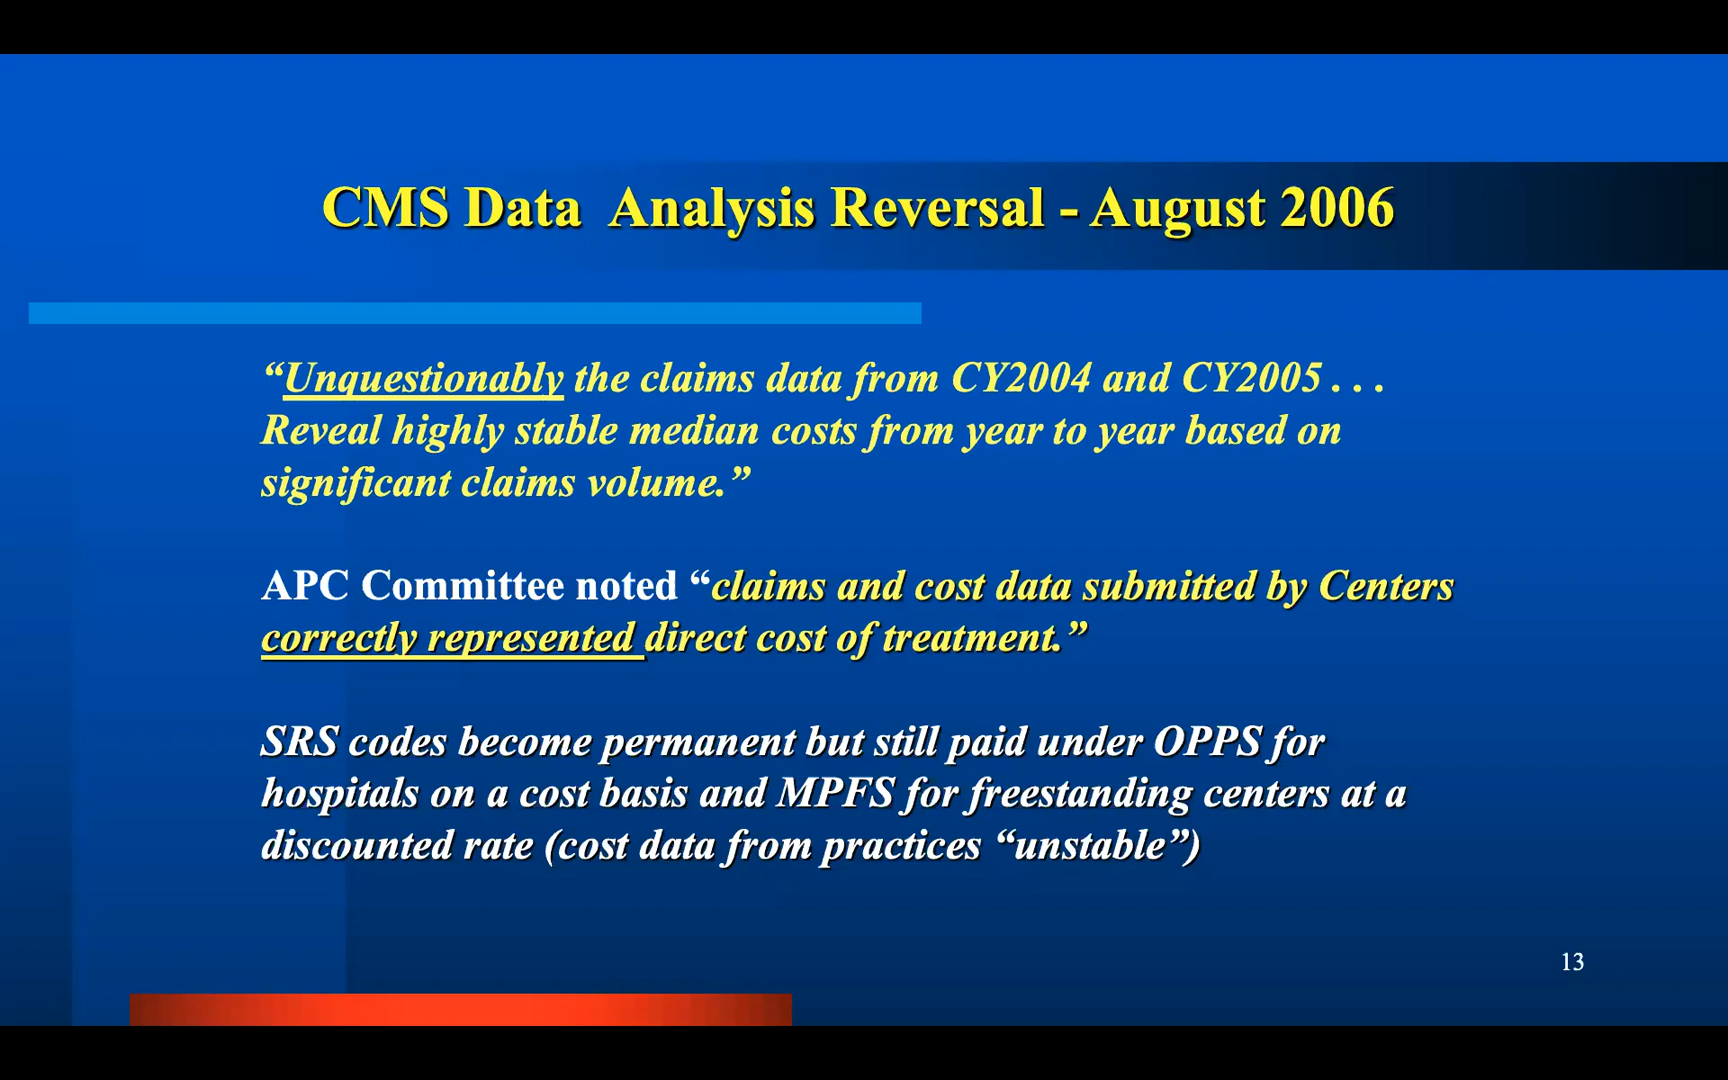 CMS Data  Analysis Reversal - August 2006
“Unquestionably the claims data from CY2004 and CY2005 . . .
Reveal highly stable median costs from year to year based on
significant claims volume.”
APC Committee noted “claims and cost data submitted by Centers
correctly represented direct cost of treatment.”
SRS codes become permanent but still paid under OPPS for
hospitals on a cost basis and MPFS for freestanding centers at a
discounted rate (cost data from practices “unstable”)
13